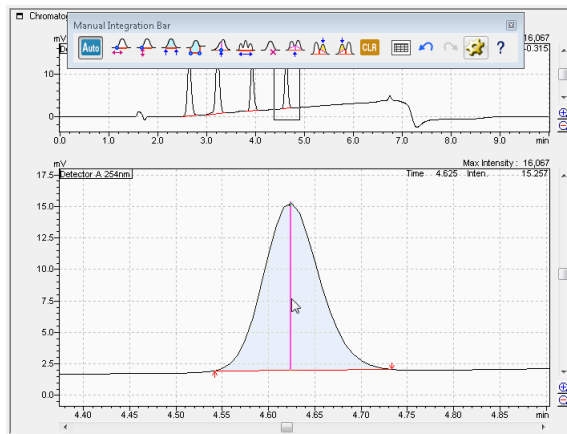 Chromatog
Manual Integration Bar
mV
16,067
-0.315
Auto
CLR
?
10
0
0.0 1.0 2.0 3.0 4.0 5.0 6.0 7.0 8.0 9.0 min
mV
Max Intensity : 16,067
17.5
Detector A 254nm
Time 4.625 Inten. 15.257
15.0
12.5
10.0
7.5
5.0
2.5
0.0
4.40 4.45 4.50 4.55 4.60 4.65 4.70 4.75 4.80 4.85 min